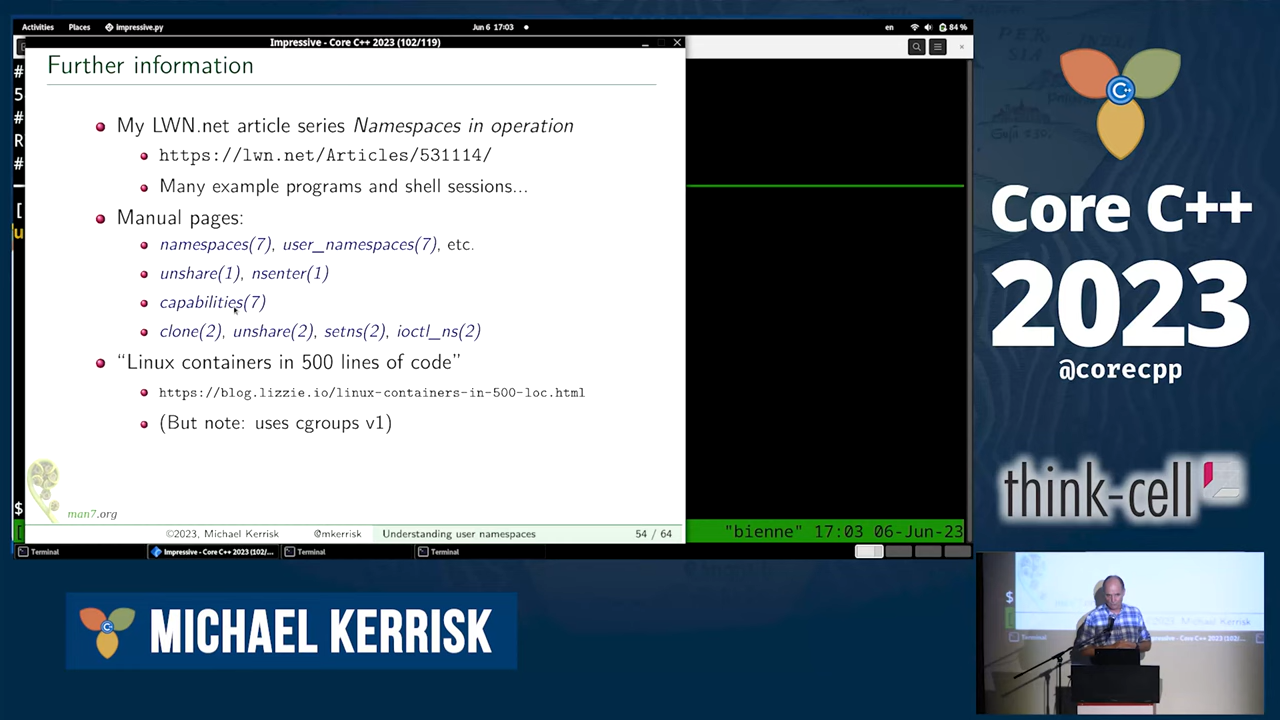 Activities Places Impressive.py Jun 6 17:03 en 84 %
Impressive - Core C++ 2023 (102/119)
Further information
My LWN.net article series Namespaces in operation
https://lwn.net/Articles/531114/
Many example programs and shell sessions...
Manual pages:
namespaces(7), user_namespaces(7), etc.
unshare(1), nsenter(1)
capabilities(7)
clone(2), unshare(2), setns(2), ioctl_ns(2)
“Linux containers in 500 lines of code”
https://blog.lizzie.io/linux-containers-in-500-loc.html
(But note: uses cgroups v1)
man7.org
©2023, Michael Kerrisk @mkerrisk Understanding user namespaces 54 / 64
#
5
#
R
#
[
u
$
[
"bienne" 17:03 06-Jun-23
Terminal Impressive - Core C++ 2023 (102/... Terminal Terminal
C++
Core C++
2023
@corecpp
think-cell
MICHAEL KERRISK